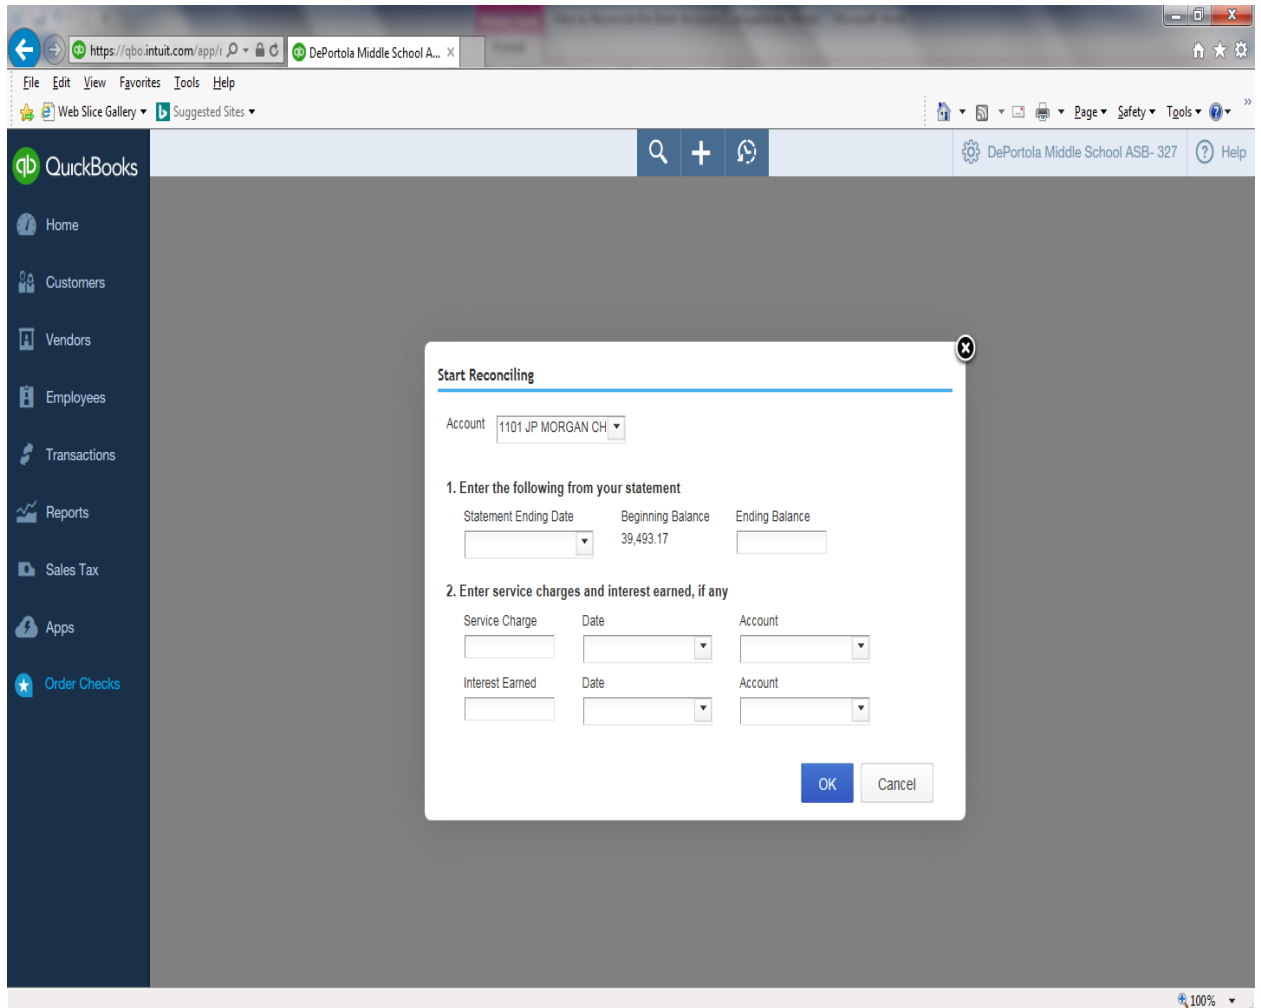 https://qbo.intuit.com/app/r
DePortola Middle School A...
File Edit View Favorites Tools Help
Web Slice Gallery
Suggested Sites
Page Safety Tools
QuickBooks
DePortola Middle School ASB- 327
Help
Home
Customers
Vendors
Employees
Transactions
Reports
Sales Tax
Apps
Order Checks
Start Reconciling
Account 1101 JP MORGAN CH
1. Enter the following from your statement
Statement Ending Date Beginning Balance Ending Balance
39,493.17
2. Enter service charges and interest earned, if any
Service Charge Date Account
Interest Earned Date Account
OK Cancel
100%